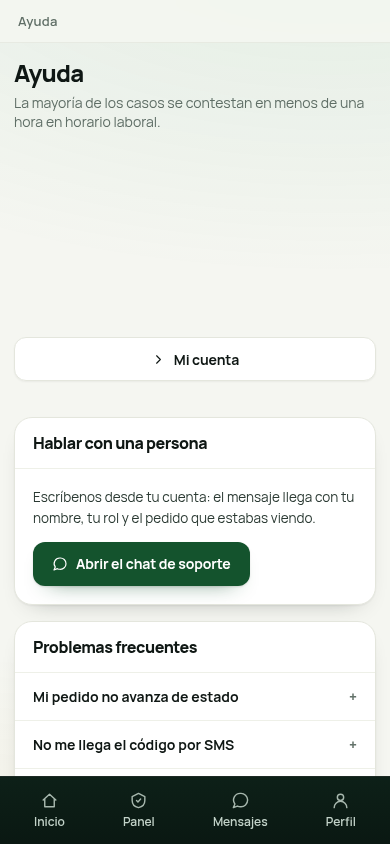 Ayuda
Ayuda
La mayoría de los casos se contestan en menos de una
hora en horario laboral.
Mi cuenta
Hablar con una persona
Escríbenos desde tu cuenta: el mensaje llega con tu
nombre, tu rol y el pedido que estabas viendo.
Abrir el chat de soporte
Problemas frecuentes
Mi pedido no avanza de estado +
No me llega el código por SMS +
Inicio Panel Mensajes Perfil